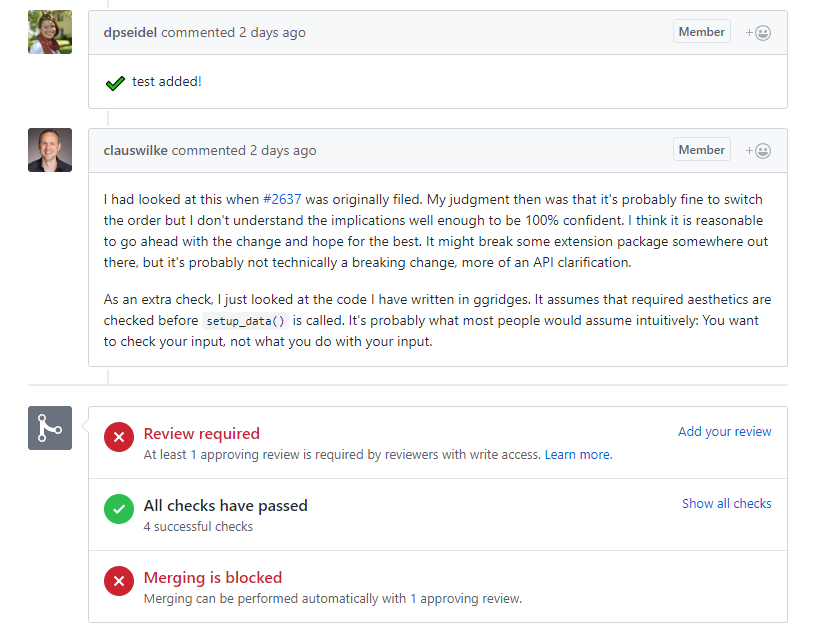 dpseidel commented 2 days ago Member
test added!
clauswilke commented 2 days ago Member
I had looked at this when #2637 was originally filed. My judgment then was that it's probably fine to switch
the order but I don't understand the implications well enough to be 100% confident. I think it is reasonable
to go ahead with the change and hope for the best. It might break some extension package somewhere out
there, but it's probably not technically a breaking change, more of an API clarification.
As an extra check, I just looked at the code I have written in ggridges. It assumes that required aesthetics are
checked before setup_data() is called. It's probably what most people would assume intuitively: You want
to check your input, not what you do with your input.
Review required Add your review
At least 1 approving review is required by reviewers with write access. Learn more.
All checks have passed Show all checks
4 successful checks
Merging is blocked
Merging can be performed automatically with 1 approving review.